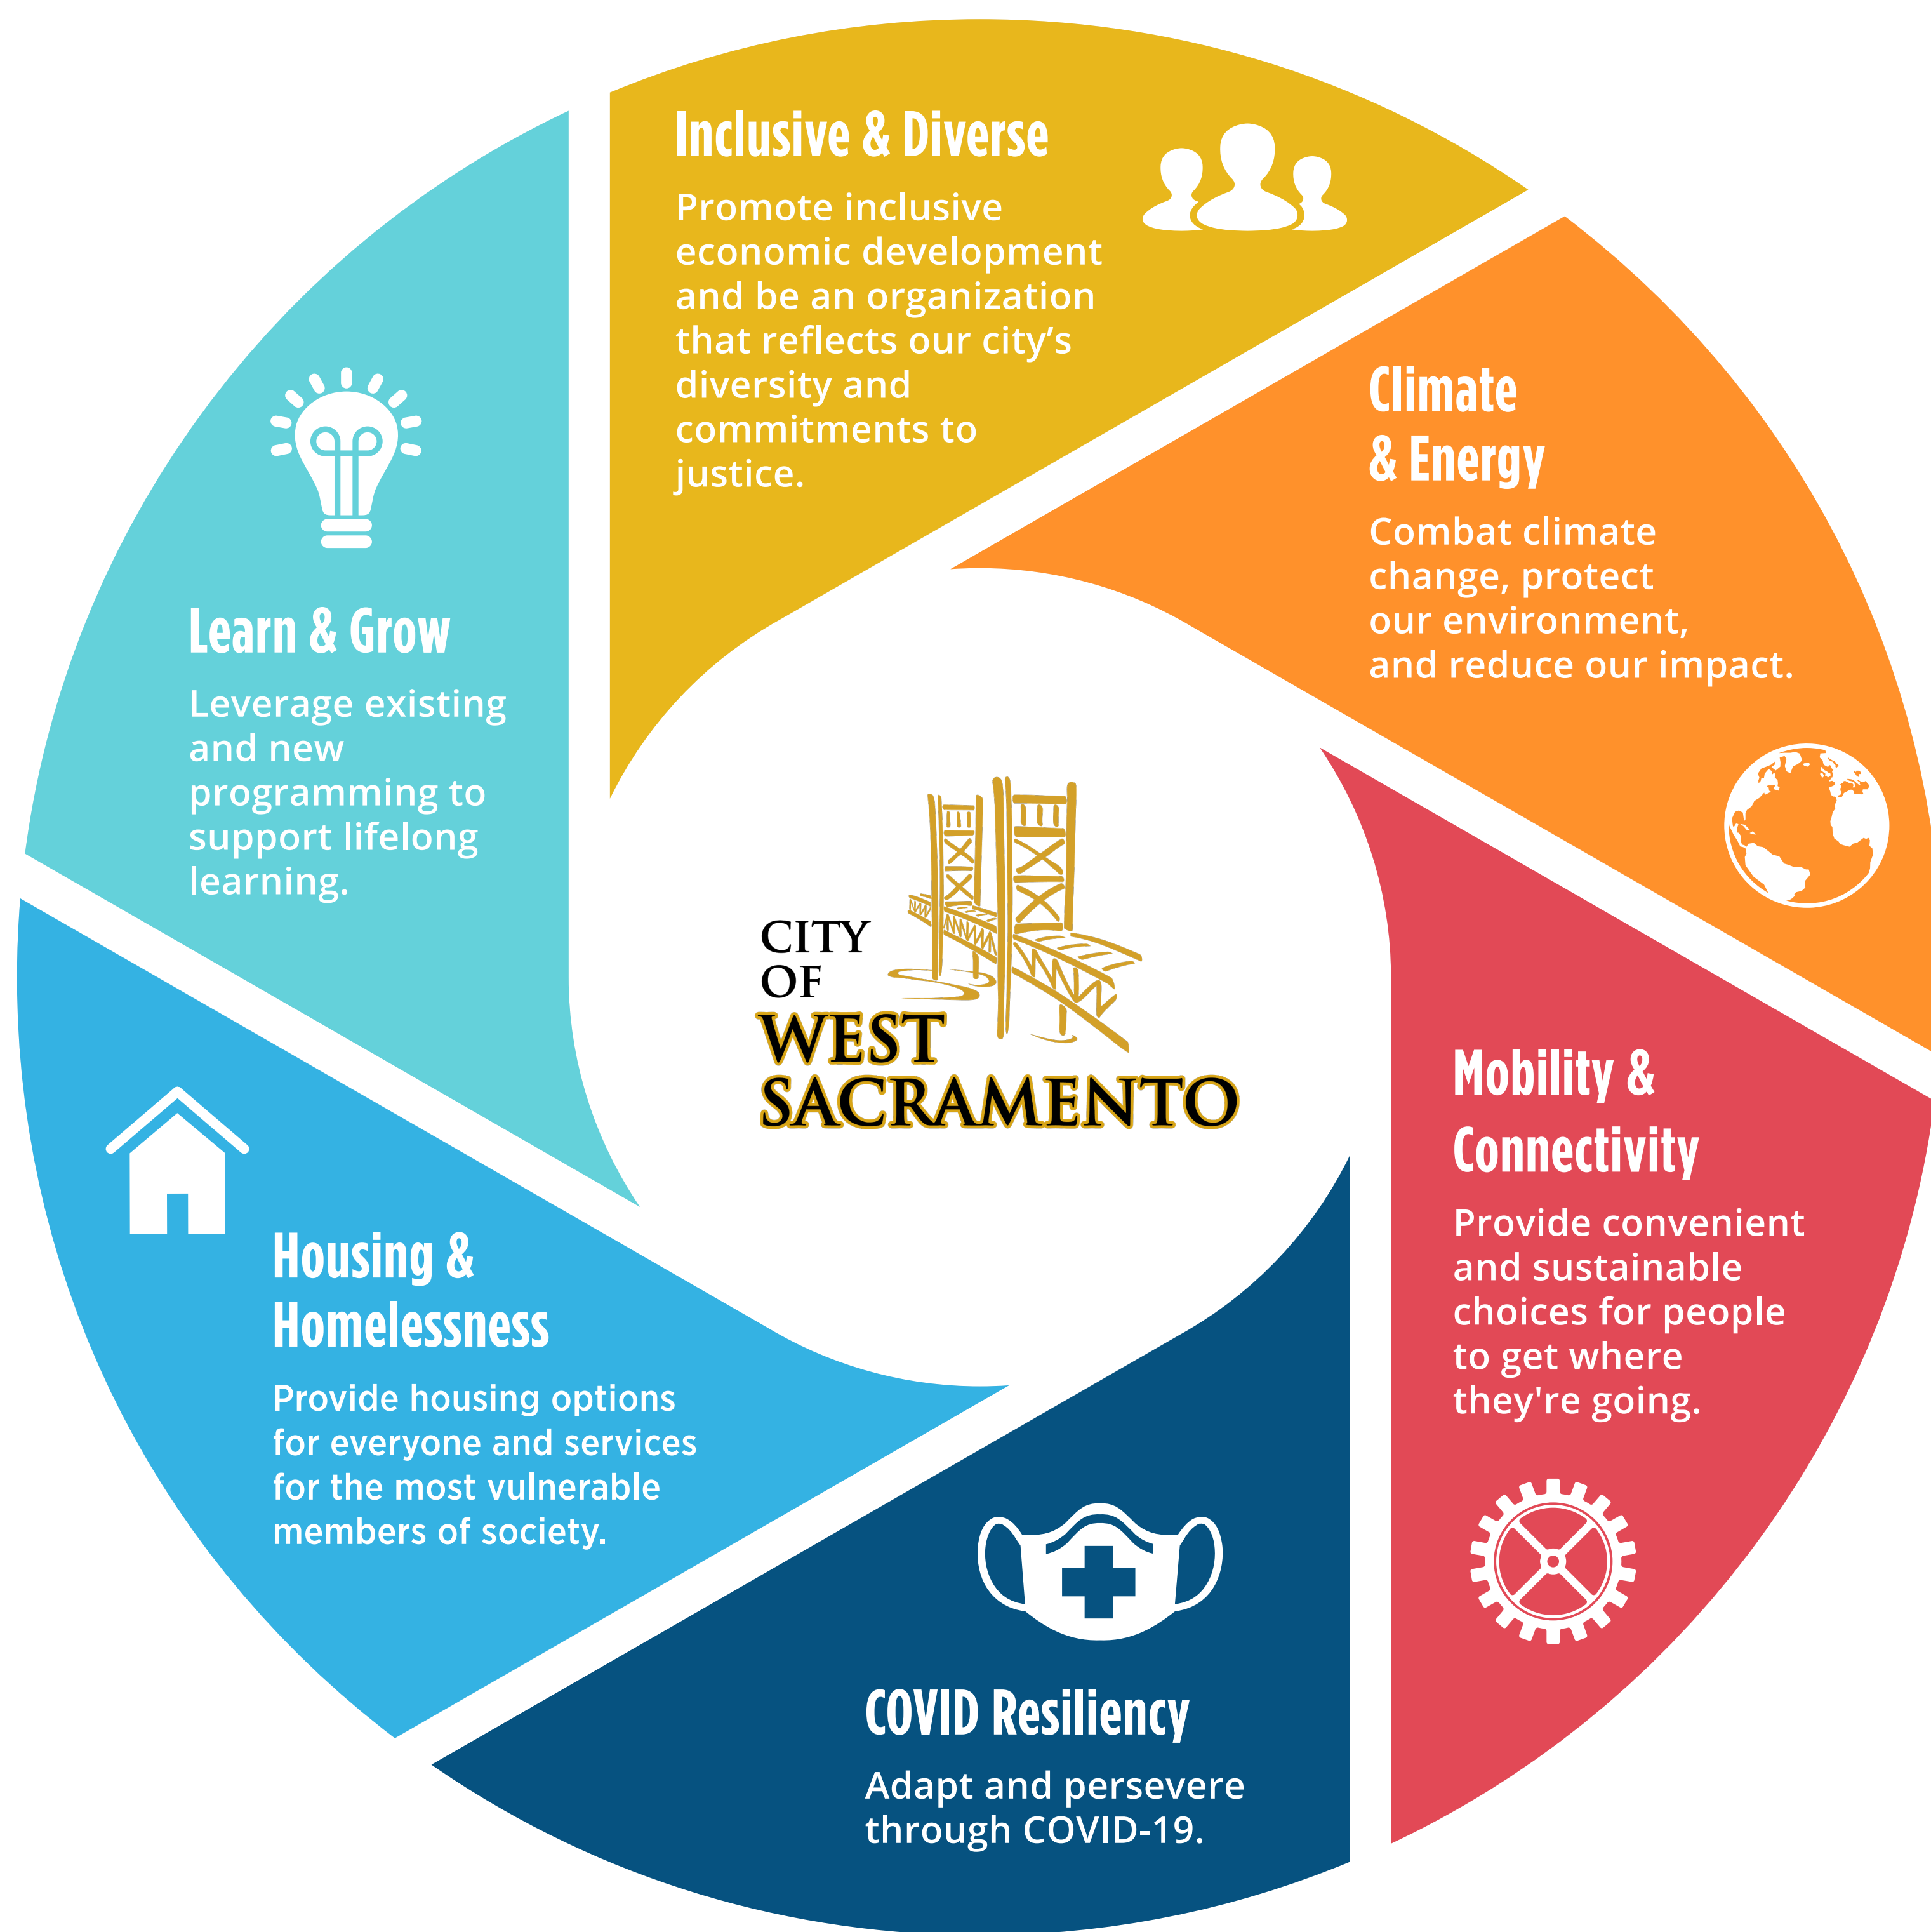 Inclusive & Diverse
Promote inclusive
economic development
and be an organization
that reflects our city’s
diversity and
commitments to
justice.
Climate
& Energy
Combat climate
change, protect
our environment,
and reduce our impact.
Mobility &
Connectivity
Provide convenient
and sustainable
choices for people
to get where
they're going.
COVID Resiliency
Adapt and persevere
through COVID-19.
Housing &
Homelessness
Provide housing options
for everyone and services
for the most vulnerable
members of society.
Learn & Grow
Leverage existing
and new
programming to
support lifelong
learning.
CITY
OF
WEST
SACRAMENTO